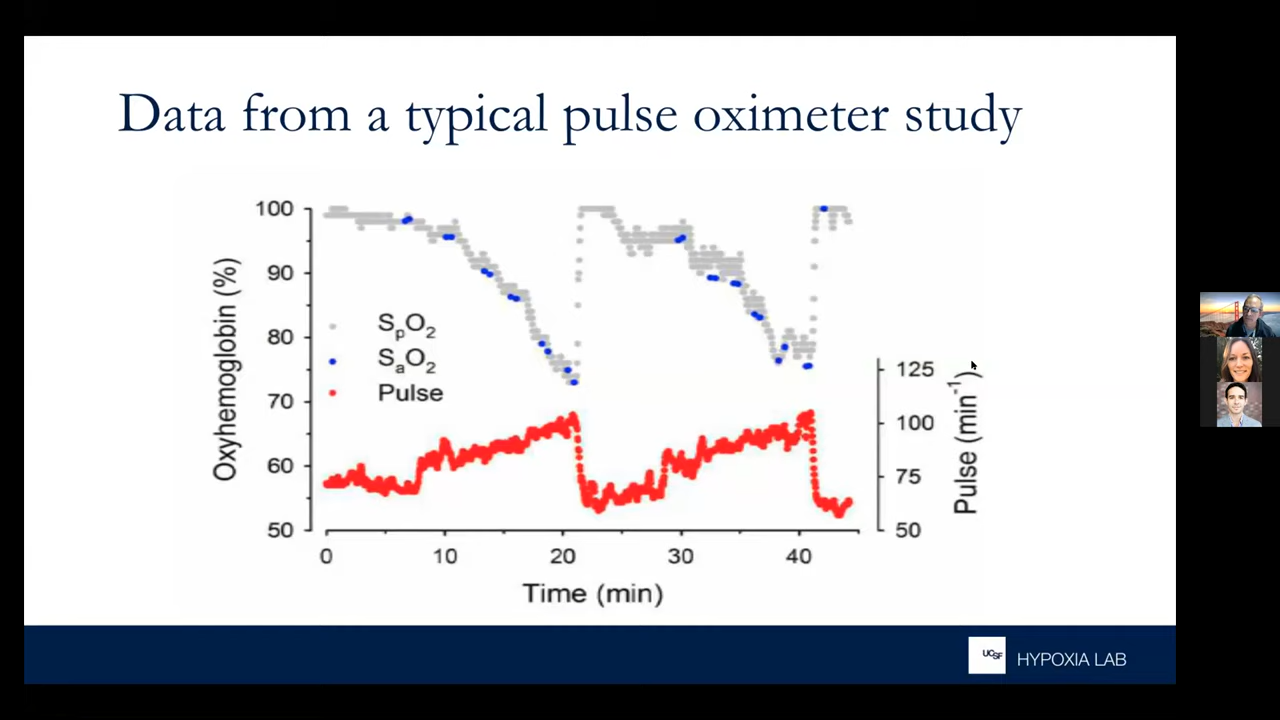 Data from a typical pulse oximeter study
100
90
80
70
60
50
Oxyhemoglobin (%)
SpO2
SaO2
Pulse
125
100
75
50
Pulse (min-1)
0 10 20 30 40
Time (min)
UCSF HYPOXIA LAB